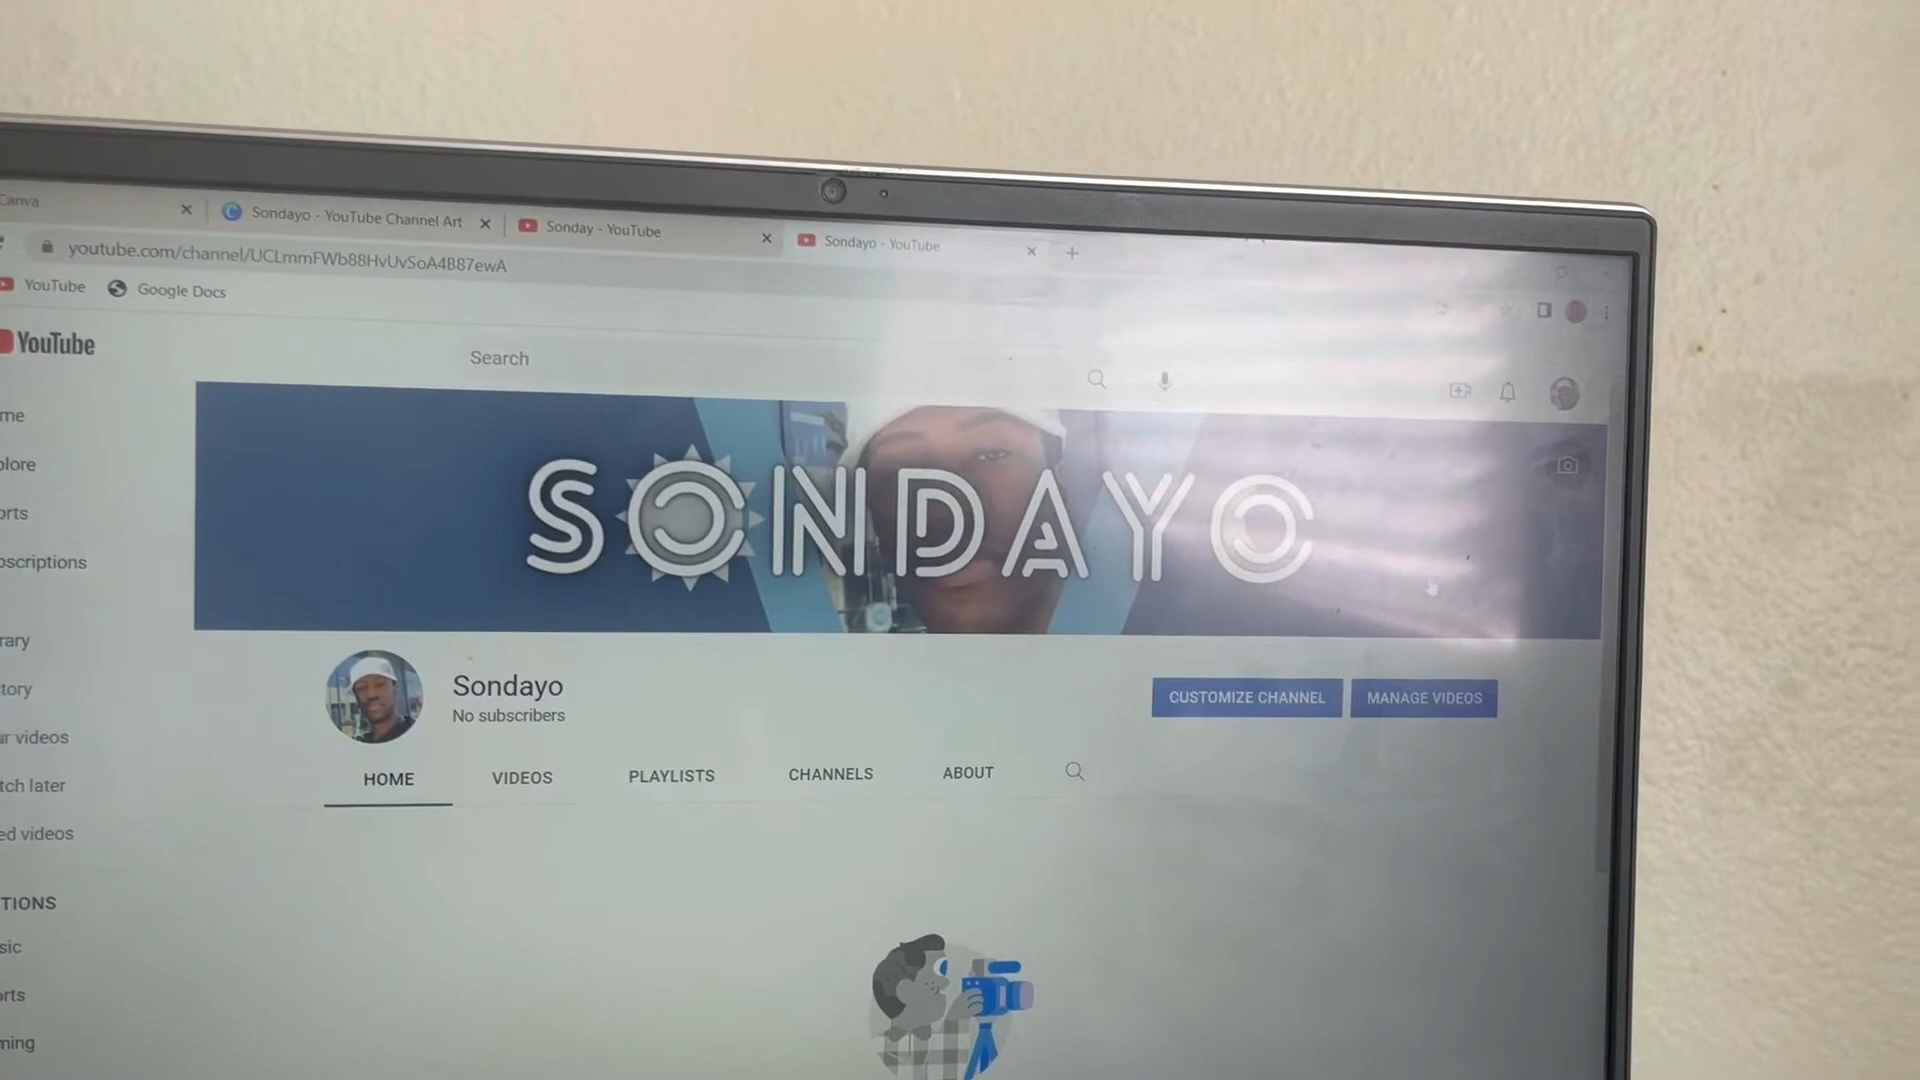 Canva
Sondayo - YouTube Channel Art
Sonday - YouTube
Sondayo - YouTube
youtube.com/channel/UCLmmFWb88HvUvSoA4B87ewA
YouTube
Google Docs
YouTube
Search
me
plore
orts
bscriptions
rary
tory
ur videos
tch later
ed videos
TIONS
sic
orts
ming
SONDAYO
Sondayo
No subscribers
CUSTOMIZE CHANNEL
MANAGE VIDEOS
HOME
VIDEOS
PLAYLISTS
CHANNELS
ABOUT